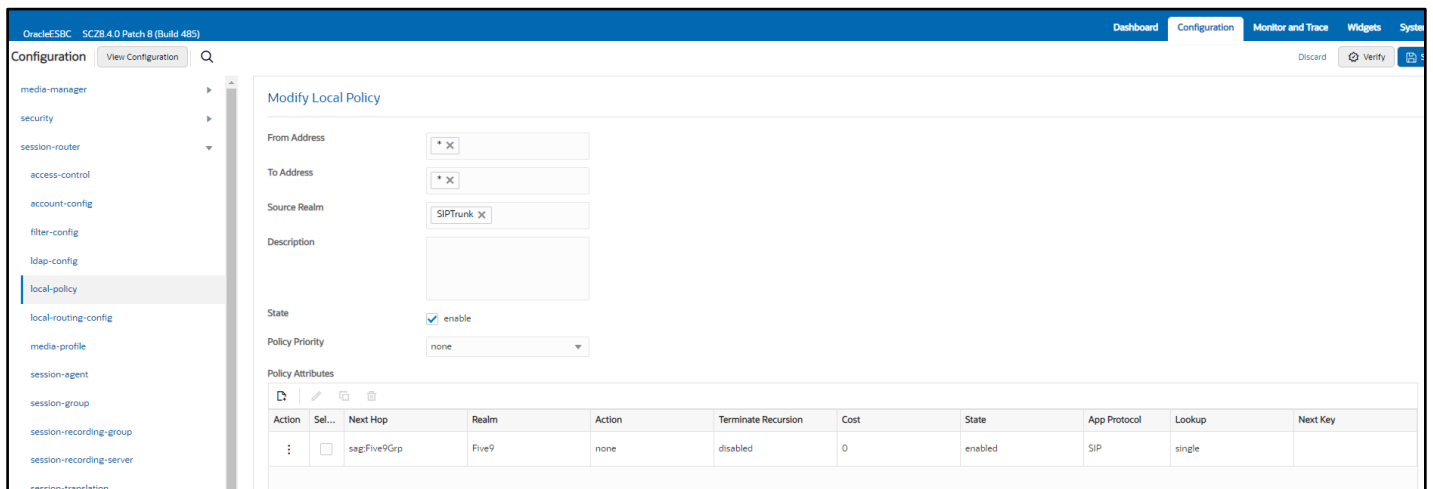 OracleESBC SCZ8.4.0 Patch 8 (Build 485)
Dashboard Configuration Monitor and Trace Widgets
Configuration View Configuration
Discard Verify
media-manager
security
session-router
access-control
account-config
filter-config
ldap-config
local-policy
local-routing-config
media-profile
session-agent
session-group
session-recording-group
session-recording-server
session-translation
Modify Local Policy
From Address
* ×
To Address
* ×
Source Realm
SIPTrunk ×
Description
State
enable
Policy Priority
none
Policy Attributes
Action Sel... Next Hop Realm Action Terminate Recursion Cost State App Protocol Lookup Next Key
sag:Five9Grp Five9 none disabled 0 enabled SIP single